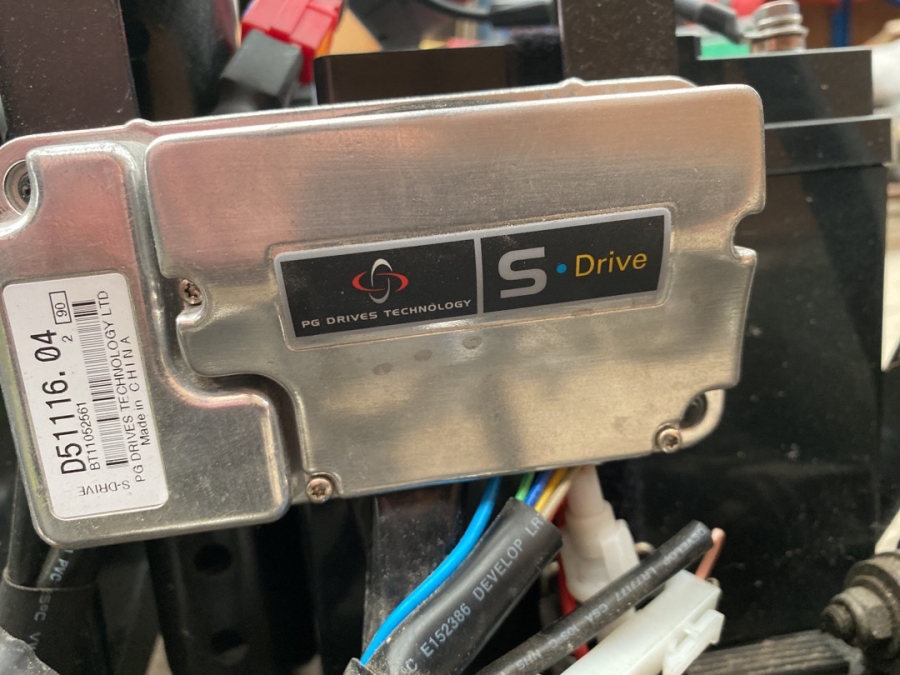 PG DRIVES TECHNOLOGY
S Drive
D51116.04
90
2
BT11052561
S-DRIVE
PG DRIVES TECHNOLOGY LTD
Made in CHINA
E152386 DEVELOP
PVC